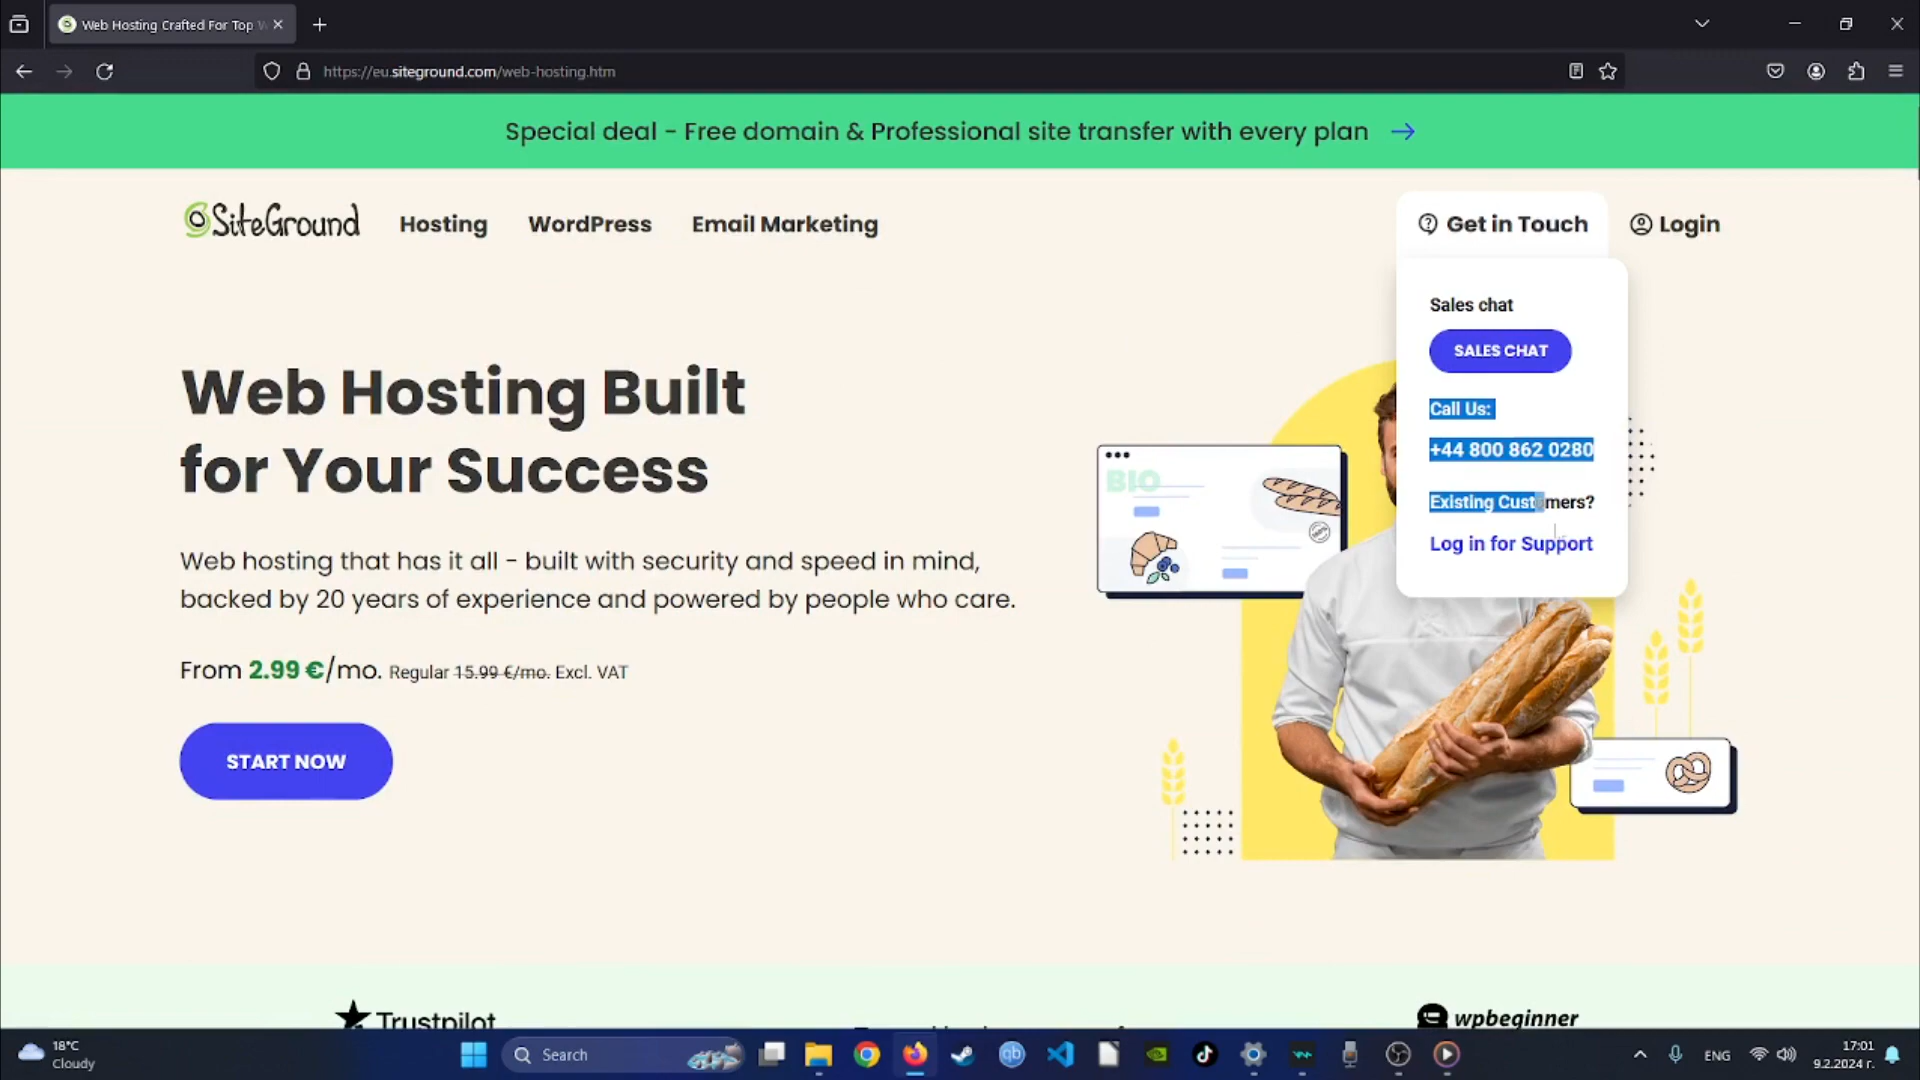 Web Hosting Crafted For Top W
https://eu.siteground.com/web-hosting.htm
Special deal - Free domain & Professional site transfer with every plan
SiteGround
Hosting
WordPress
Email Marketing
Get in Touch
Login
Sales chat
SALES CHAT
Call Us:
+44 800 862 0280
Existing Customers?
Log in for Support
Web Hosting Built
for Your Success
BIO
Web hosting that has it all - built with security and speed in mind,
backed by 20 years of experience and powered by people who care.
From 2.99 €/mo. Regular 15.99 €/mo. Excl. VAT
START NOW
Trustpilot
wpbeginner
18°C
Cloudy
Search
qb
ENG
17:01
9.2.2024 г.